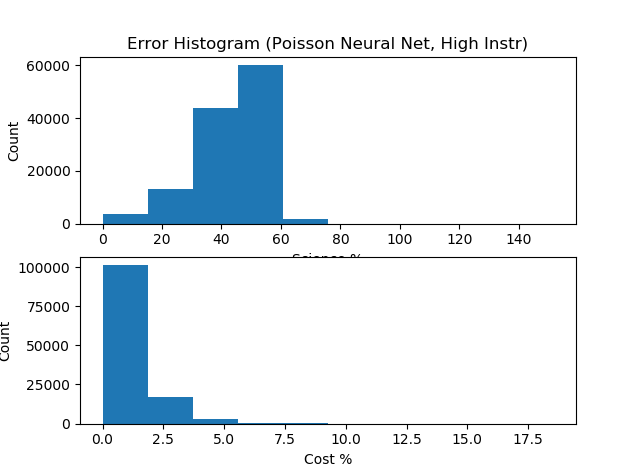 Error Histogram (Poisson Neural Net, High Instr)
60000
40000
20000
0
Count
0 20 40 60 80 100 120 140
Science %
100000
75000
50000
25000
0
Count
0.0 2.5 5.0 7.5 10.0 12.5 15.0 17.5
Cost %